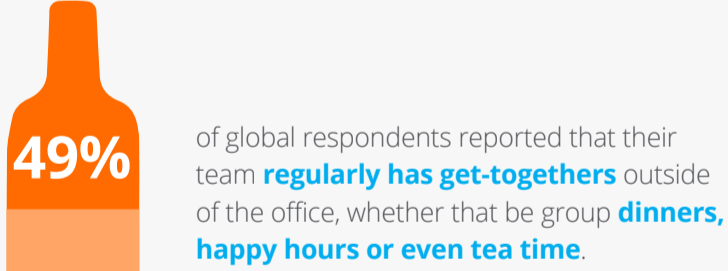 49%
of global respondents reported that their
team regularly has get-togethers outside
of the office, whether that be group dinners,
happy hours or even tea time.